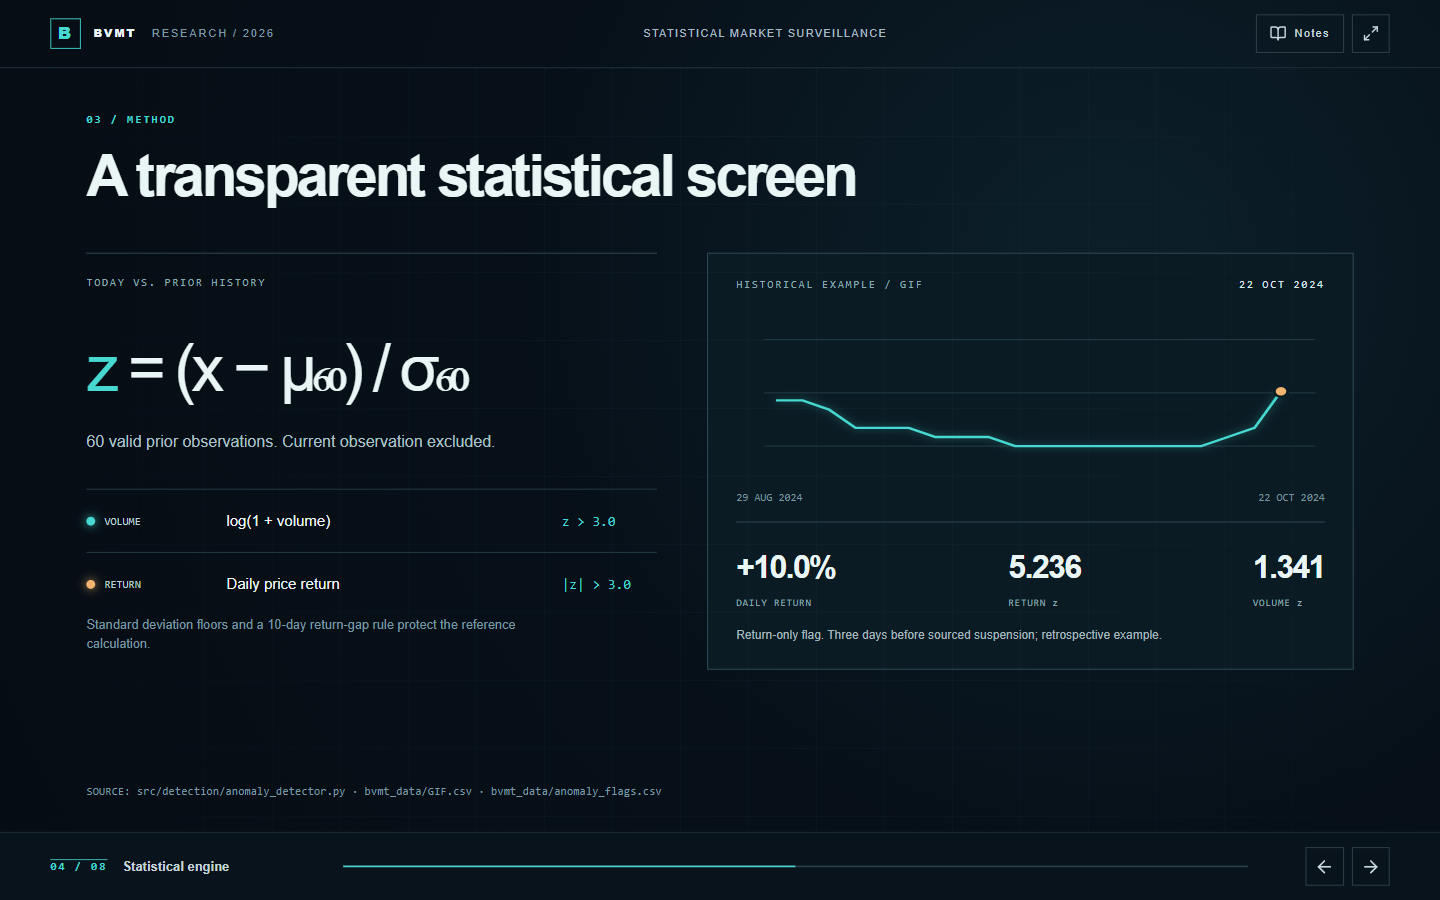 B BVMT RESEARCH / 2026
STATISTICAL MARKET SURVEILLANCE
Notes
03 / METHOD
A transparent statistical screen
TODAY VS. PRIOR HISTORY
z = (x − μ₆₀) / σ₆₀
60 valid prior observations. Current observation excluded.
VOLUME log(1 + volume) z > 3.0
RETURN Daily price return |z| > 3.0
Standard deviation floors and a 10-day return-gap rule protect the reference
calculation.
HISTORICAL EXAMPLE / GIF 22 OCT 2024
29 AUG 2024 22 OCT 2024
+10.0% 5.236 1.341
DAILY RETURN RETURN z VOLUME z
Return-only flag. Three days before sourced suspension; retrospective example.
SOURCE: src/detection/anomaly_detector.py · bvmt_data/GIF.csv · bvmt_data/anomaly_flags.csv
04 / 08 Statistical engine